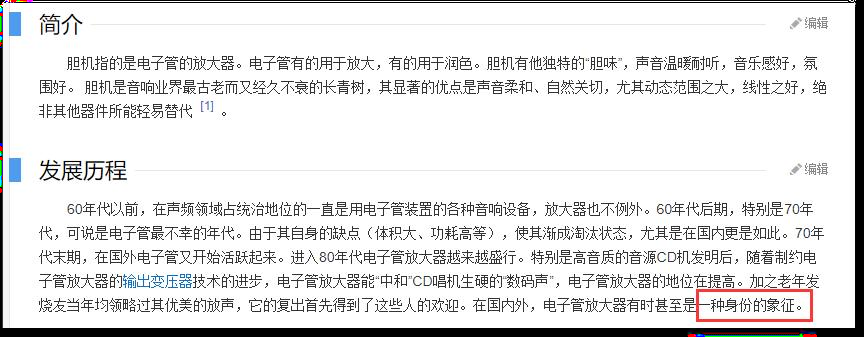 简介
编辑
胆机指的是电子管的放大器。电子管有的用于放大，有的用于润色。胆机有他独特的“胆味”，声音温暖耐听，音乐感好，氛
围好。 胆机是音响业界最古老而又经久不衰的长青树，其显著的优点是声音柔和、自然关切，尤其动态范围之大，线性之好，绝
非其他器件所能轻易替代 [1] 。
发展历程
编辑
60年代以前，在声频领域占统治地位的一直是用电子管装置的各种音响设备，放大器也不例外。60年代后期，特别是70年
代，可说是电子管最不幸的年代。由于其自身的缺点（体积大、功耗高等），使其渐成淘汰状态，尤其是在国内更是如此。70年
代末期，在国外电子管又开始活跃起来。进入80年代电子管放大器越来越盛行。特别是高音质的音源CD机发明后，随着制约电
子管放大器的输出变压器技术的进步，电子管放大器能“中和”CD唱机生硬的“数码声”，电子管放大器的地位在提高。加之老年发
烧友当年均领略过其优美的放声，它的复出首先得到了这些人的欢迎。在国内外，电子管放大器有时甚至是一种身份的象征。